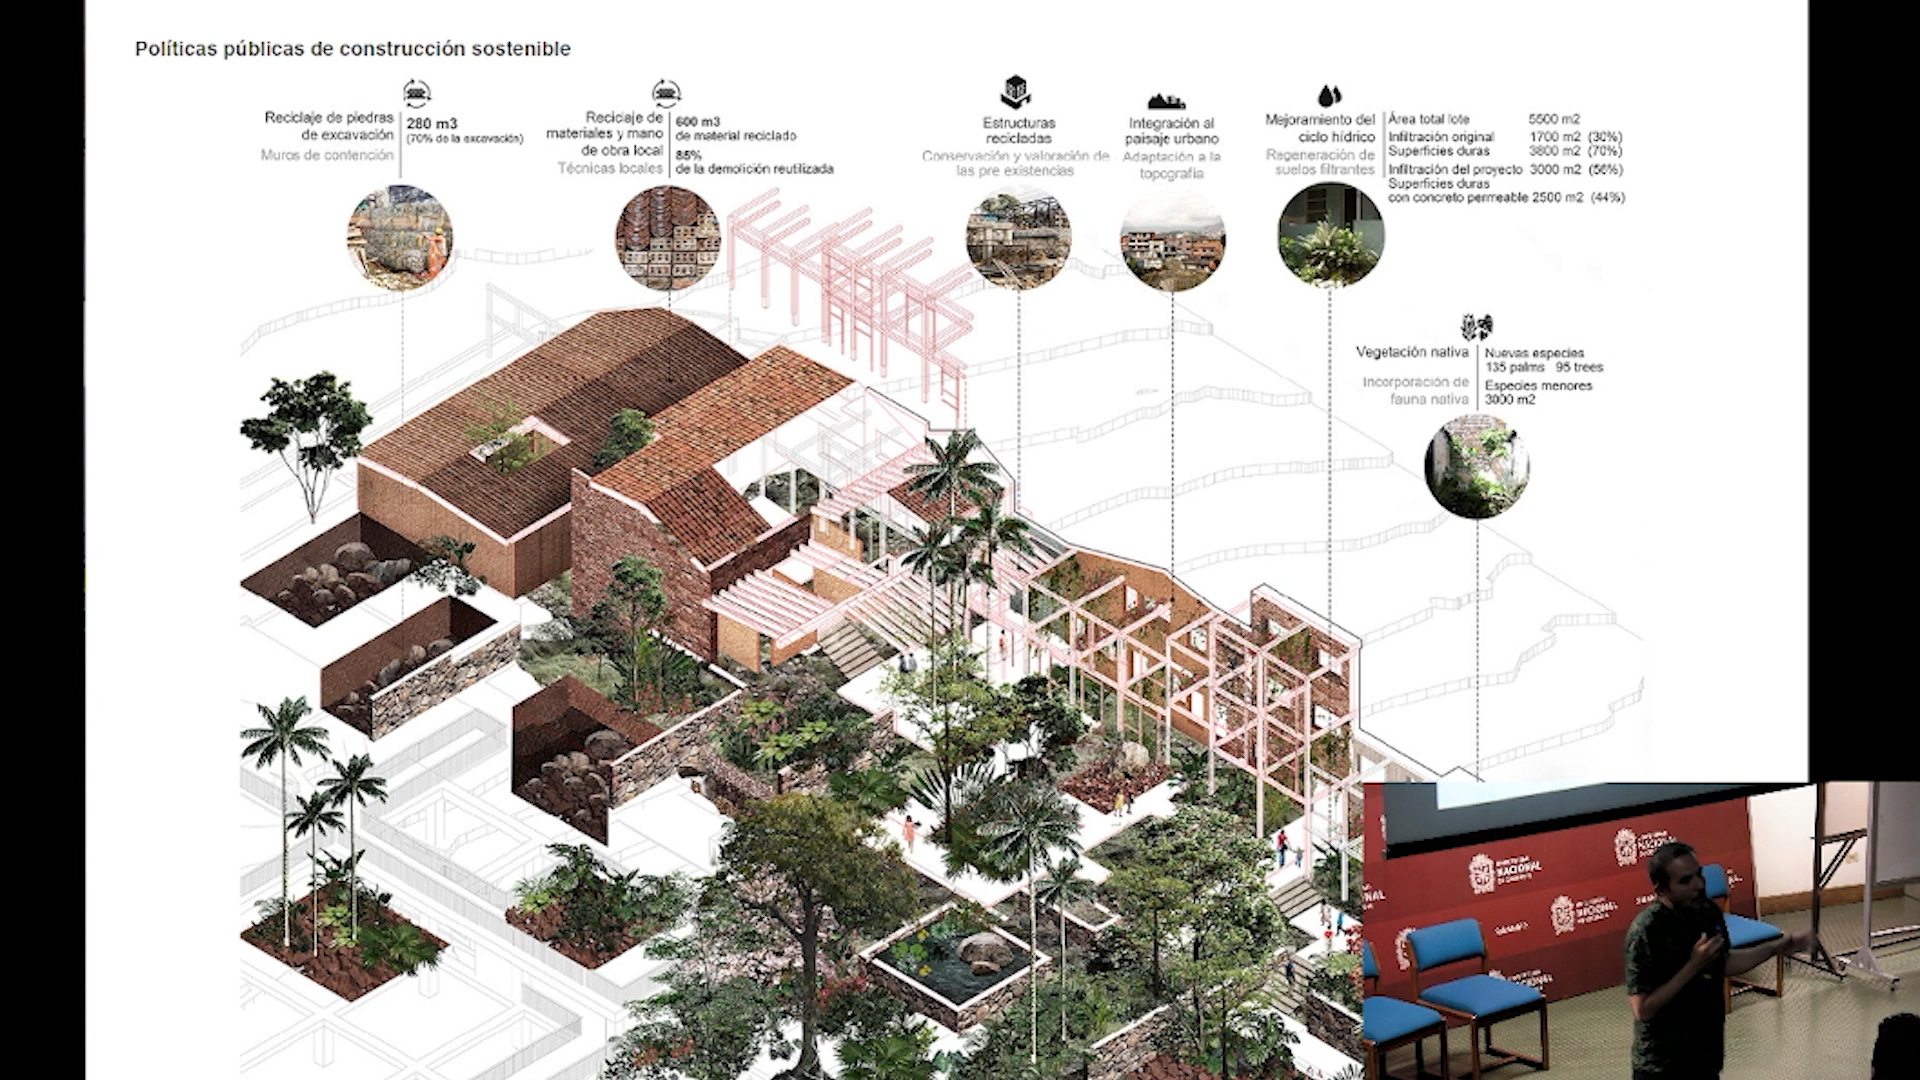 Políticas públicas de construcción sostenible
Reciclaje de piedras
de excavación
Muros de contención
280 m3
(70% de la excavación)
Reciclaje de
materiales y mano
de obra local
Técnicas locales
600 m3
de material reciclado
85%
de la demolición reutilizada
Estructuras
recicladas
Conservación y valoración de
las pre existencias
Integración al
paisaje urbano
Adaptación a la
topografía
Mejoramiento del
ciclo hídrico
Regeneración de
suelos filtrantes
Área total lote 5500 m2
Infiltración original 1700 m2 (30%)
Superficies duras 3800 m2 (70%)
Infiltración del proyecto 3000 m2 (56%)
Superficies duras
con concreto permeable 2500 m2 (44%)
Vegetación nativa
Incorporación de
fauna nativa
Nuevas especies
135 palms 95 trees
Especies menores
3000 m2
NACIONAL
NACIONAL
NACIONAL